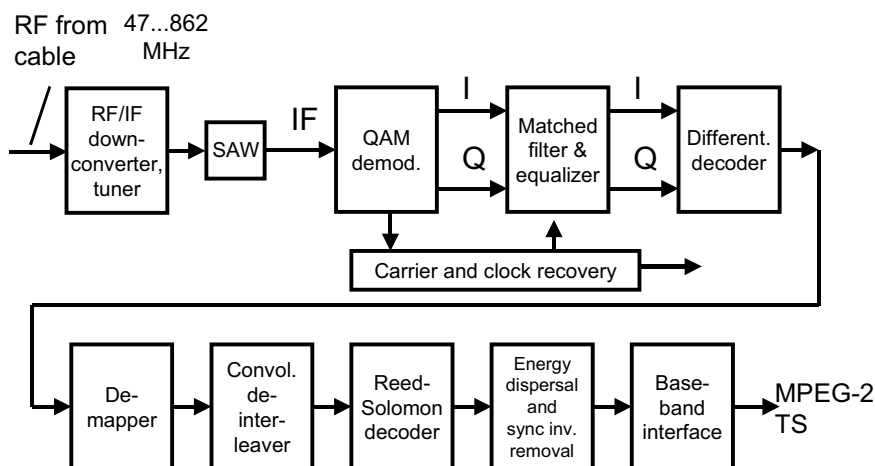 RF from
cable
47...862
MHz
RF/IF
down-
converter,
tuner
SAW
IF
QAM
demod.
I
Q
Matched
filter &
equalizer
I
Q
Different.
decoder
Carrier and clock recovery
De-
mapper
Convol.
de-
inter-
leaver
Reed-
Solomon
decoder
Energy
dispersal
and
sync inv.
removal
Base-
band
interface
MPEG-2
TS